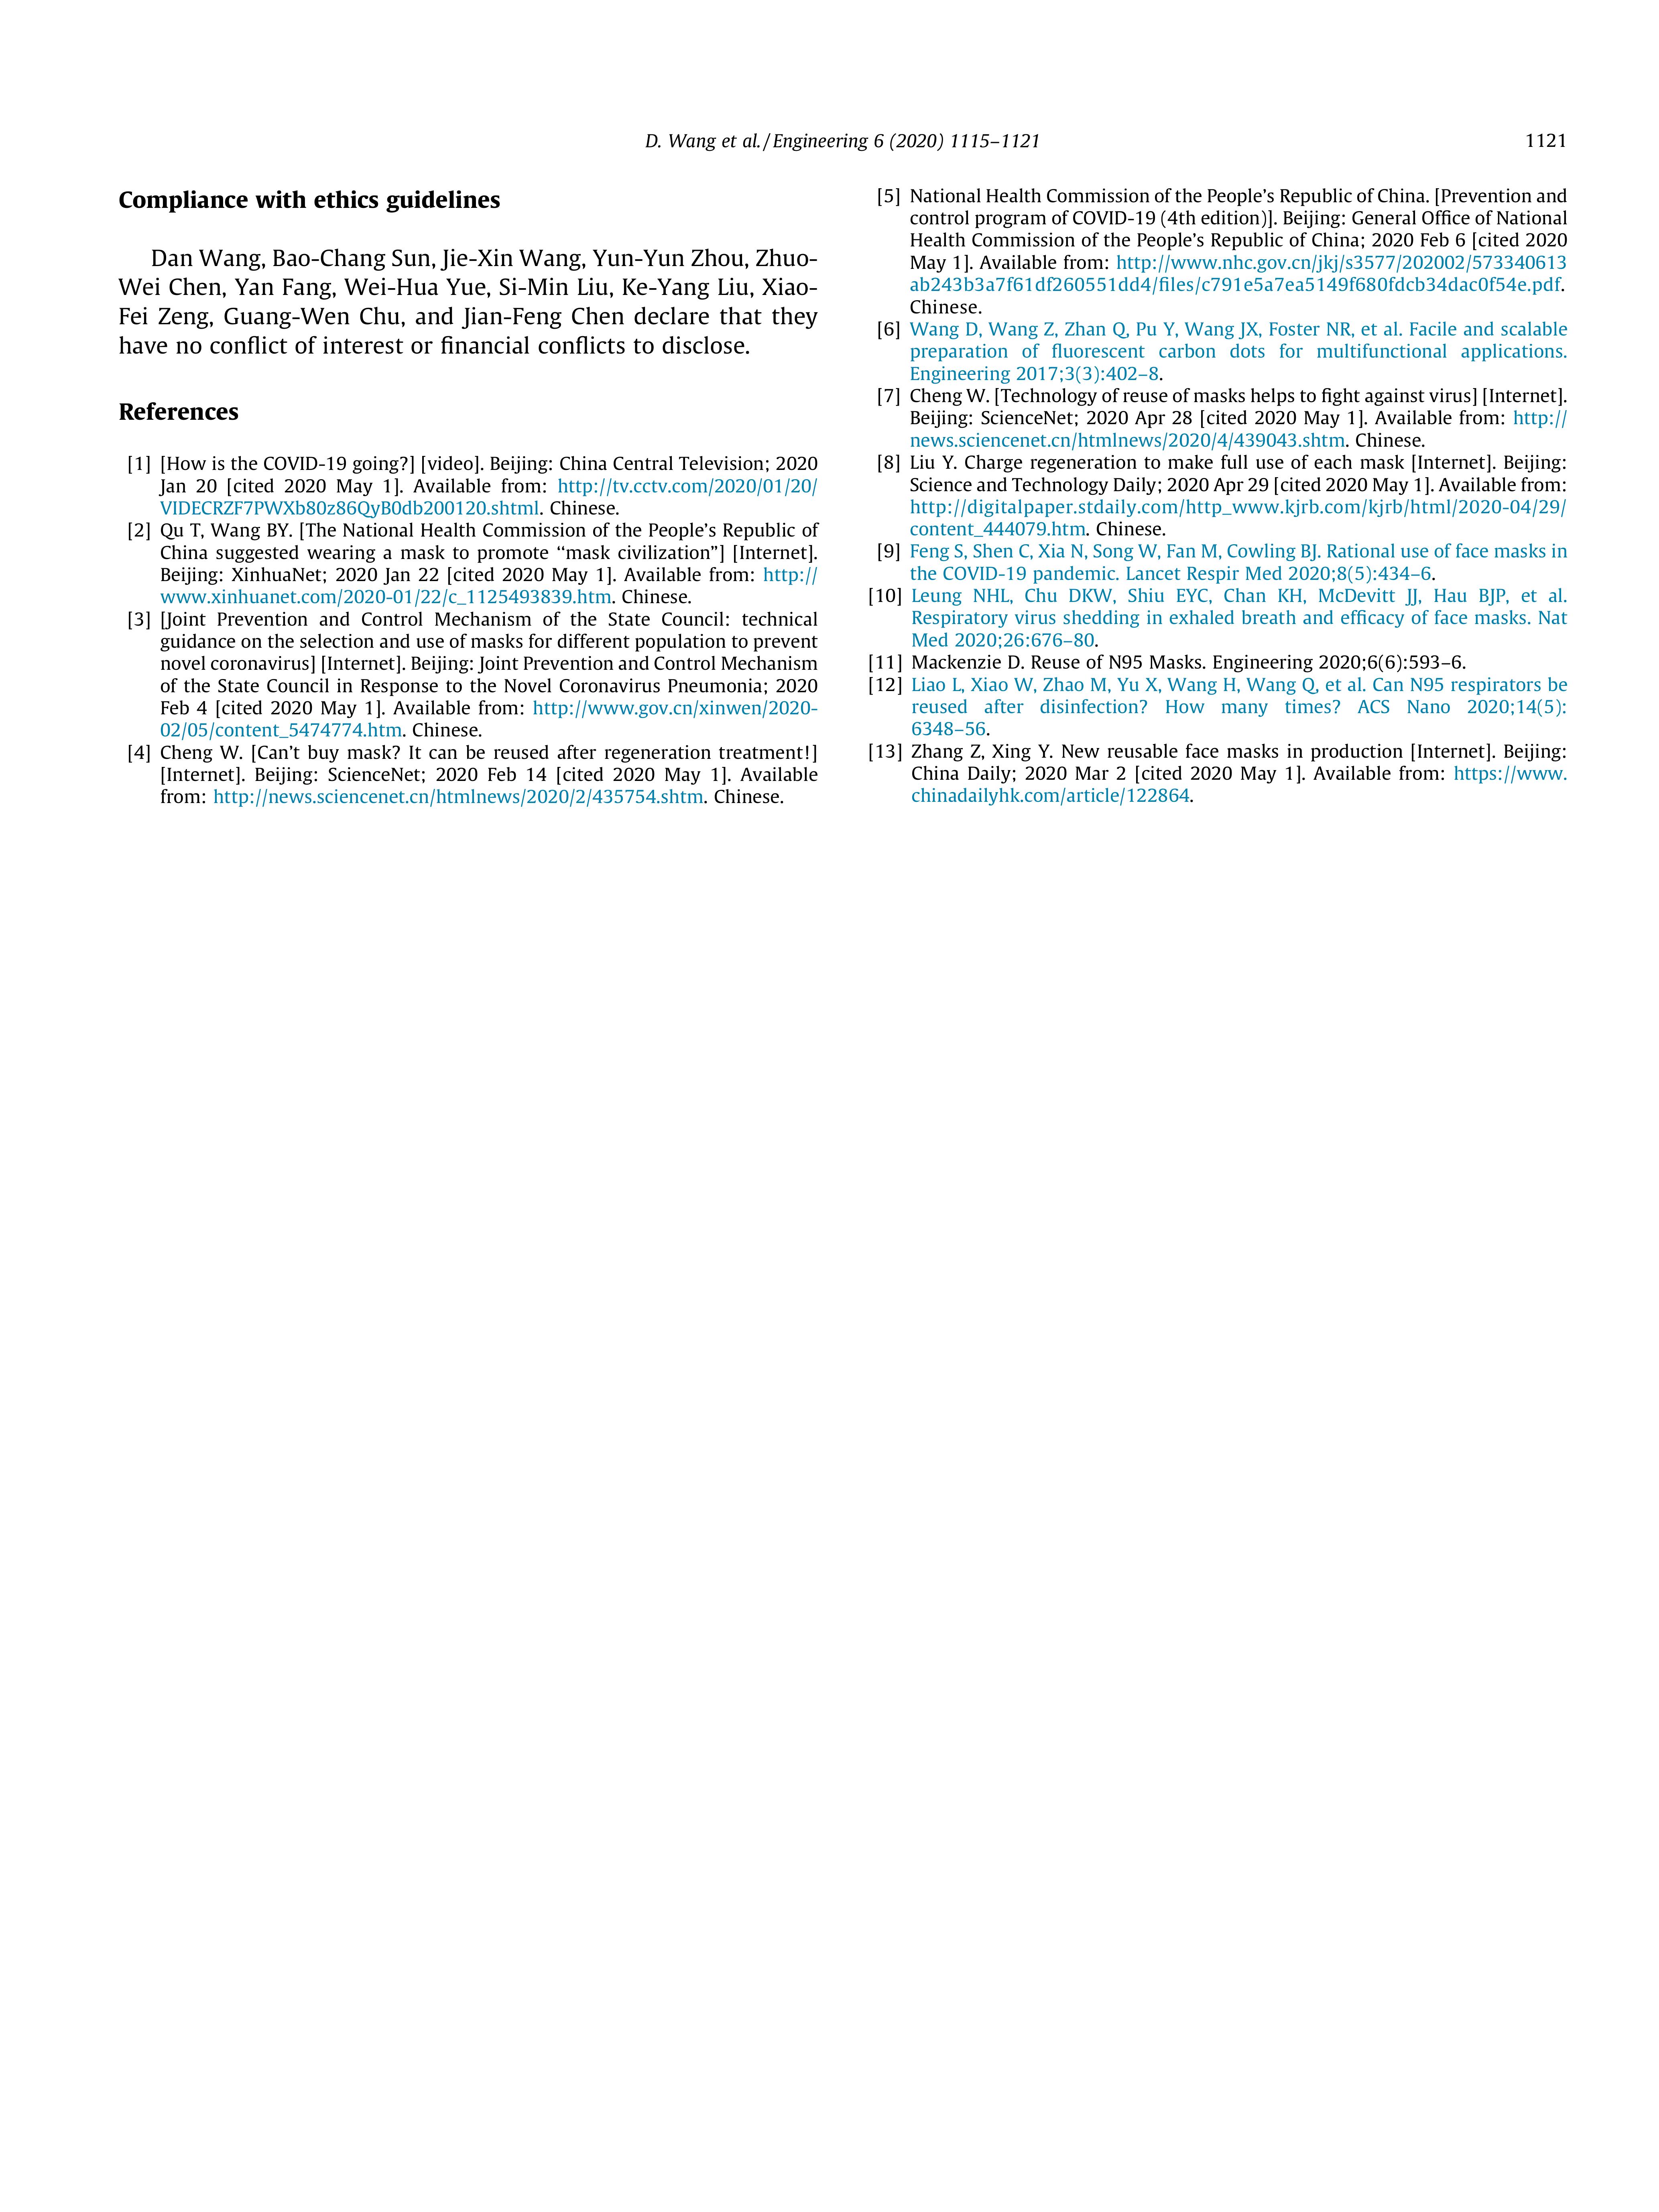 D. Wang et al. / Engineering 6 (2020) 1115–1121
1121
Compliance with ethics guidelines
Dan Wang, Bao-Chang Sun, Jie-Xin Wang, Yun-Yun Zhou, Zhuo-
Wei Chen, Yan Fang, Wei-Hua Yue, Si-Min Liu, Ke-Yang Liu, Xiao-
Fei Zeng, Guang-Wen Chu, and Jian-Feng Chen declare that they
have no conflict of interest or financial conflicts to disclose.
References
[1] [How is the COVID-19 going?] [video]. Beijing: China Central Television; 2020
Jan 20 [cited 2020 May 1]. Available from: http://tv.cctv.com/2020/01/20/
VIDECRZF7PWXb80z86QyB0db200120.shtml. Chinese.
[2] Qu T, Wang BY. [The National Health Commission of the People's Republic of
China suggested wearing a mask to promote ‘‘mask civilization”] [Internet].
Beijing: XinhuaNet; 2020 Jan 22 [cited 2020 May 1]. Available from: http://
www.xinhuanet.com/2020-01/22/c_1125493839.htm. Chinese.
[3] [Joint Prevention and Control Mechanism of the State Council: technical
guidance on the selection and use of masks for different population to prevent
novel coronavirus] [Internet]. Beijing: Joint Prevention and Control Mechanism
of the State Council in Response to the Novel Coronavirus Pneumonia; 2020
Feb 4 [cited 2020 May 1]. Available from: http://www.gov.cn/xinwen/2020-
02/05/content_5474774.htm. Chinese.
[4] Cheng W. [Can't buy mask? It can be reused after regeneration treatment!]
[Internet]. Beijing: ScienceNet; 2020 Feb 14 [cited 2020 May 1]. Available
from: http://news.sciencenet.cn/htmlnews/2020/2/435754.shtm. Chinese.
[5] National Health Commission of the People's Republic of China. [Prevention and
control program of COVID-19 (4th edition)]. Beijing: General Office of National
Health Commission of the People's Republic of China; 2020 Feb 6 [cited 2020
May 1]. Available from: http://www.nhc.gov.cn/jkj/s3577/202002/573340613
ab243b3a7f61df260551dd4/files/c791e5a7ea5149f680fdcb34dac0f54e.pdf.
Chinese.
[6] Wang D, Wang Z, Zhan Q, Pu Y, Wang JX, Foster NR, et al. Facile and scalable
preparation of fluorescent carbon dots for multifunctional applications.
Engineering 2017;3(3):402–8.
[7] Cheng W. [Technology of reuse of masks helps to fight against virus] [Internet].
Beijing: ScienceNet; 2020 Apr 28 [cited 2020 May 1]. Available from: http://
news.sciencenet.cn/htmlnews/2020/4/439043.shtm. Chinese.
[8] Liu Y. Charge regeneration to make full use of each mask [Internet]. Beijing:
Science and Technology Daily; 2020 Apr 29 [cited 2020 May 1]. Available from:
http://digitalpaper.stdaily.com/http_www.kjrb.com/kjrb/html/2020-04/29/
content_444079.htm. Chinese.
[9] Feng S, Shen C, Xia N, Song W, Fan M, Cowling BJ. Rational use of face masks in
the COVID-19 pandemic. Lancet Respir Med 2020;8(5):434–6.
[10] Leung NHL, Chu DKW, Shiu EYC, Chan KH, McDevitt JJ, Hau BJP, et al.
Respiratory virus shedding in exhaled breath and efficacy of face masks. Nat
Med 2020;26:676–80.
[11] Mackenzie D. Reuse of N95 Masks. Engineering 2020;6(6):593–6.
[12] Liao L, Xiao W, Zhao M, Yu X, Wang H, Wang Q, et al. Can N95 respirators be
reused after disinfection? How many times? ACS Nano 2020;14(5):
6348–56.
[13] Zhang Z, Xing Y. New reusable face masks in production [Internet]. Beijing:
China Daily; 2020 Mar 2 [cited 2020 May 1]. Available from: https://www.
chinadailyhk.com/article/122864.